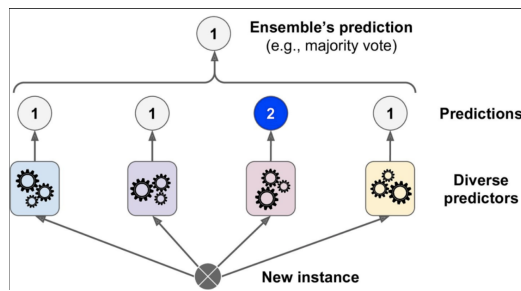 1 Ensemble's prediction
(e.g., majority vote)
1 1 2 1 Predictions
Diverse
predictors
New instance